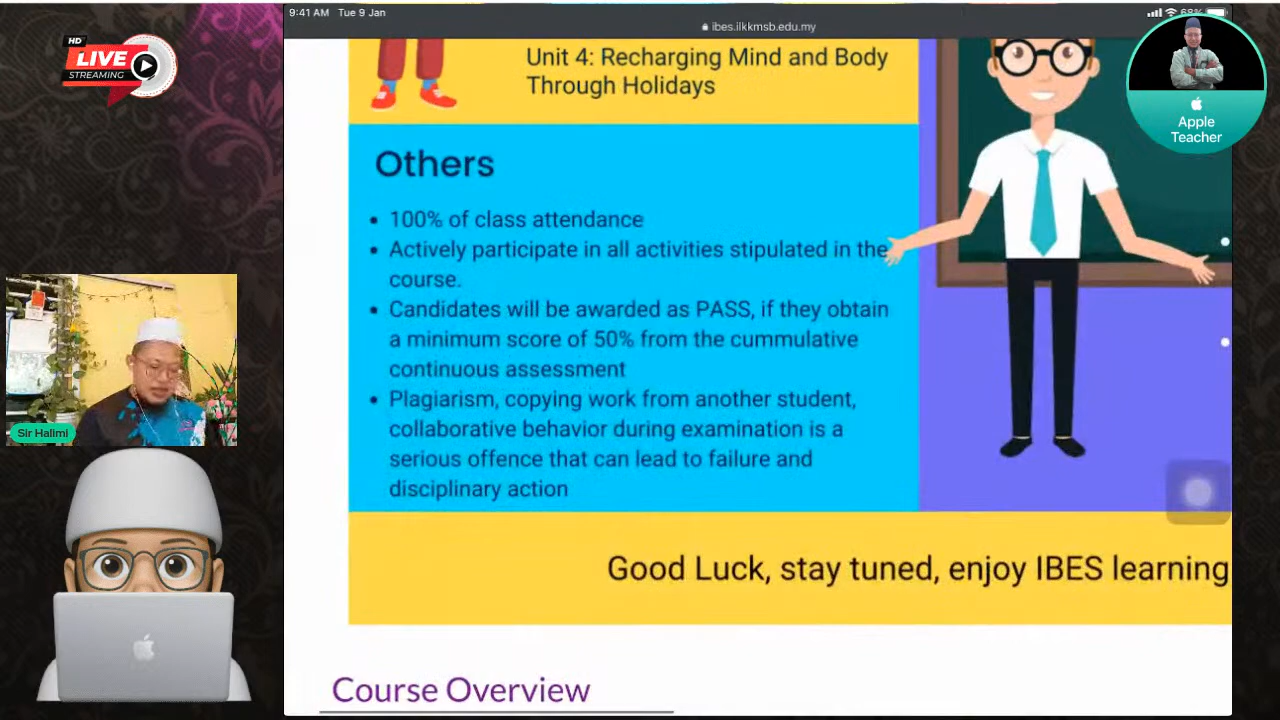 9:41 AM Tue 9 Jan
68%
ibes.ilkkmsb.edu.my
HD
LIVE
STREAMING
Apple
Teacher
Unit 4: Recharging Mind and Body
Through Holidays
Others
• 100% of class attendance
• Actively participate in all activities stipulated in the
course.
• Candidates will be awarded as PASS, if they obtain
a minimum score of 50% from the cummulative
continuous assessment
• Plagiarism, copying work from another student,
collaborative behavior during examination is a
serious offence that can lead to failure and
disciplinary action
Sir Halimi
Good Luck, stay tuned, enjoy IBES learning
Course Overview